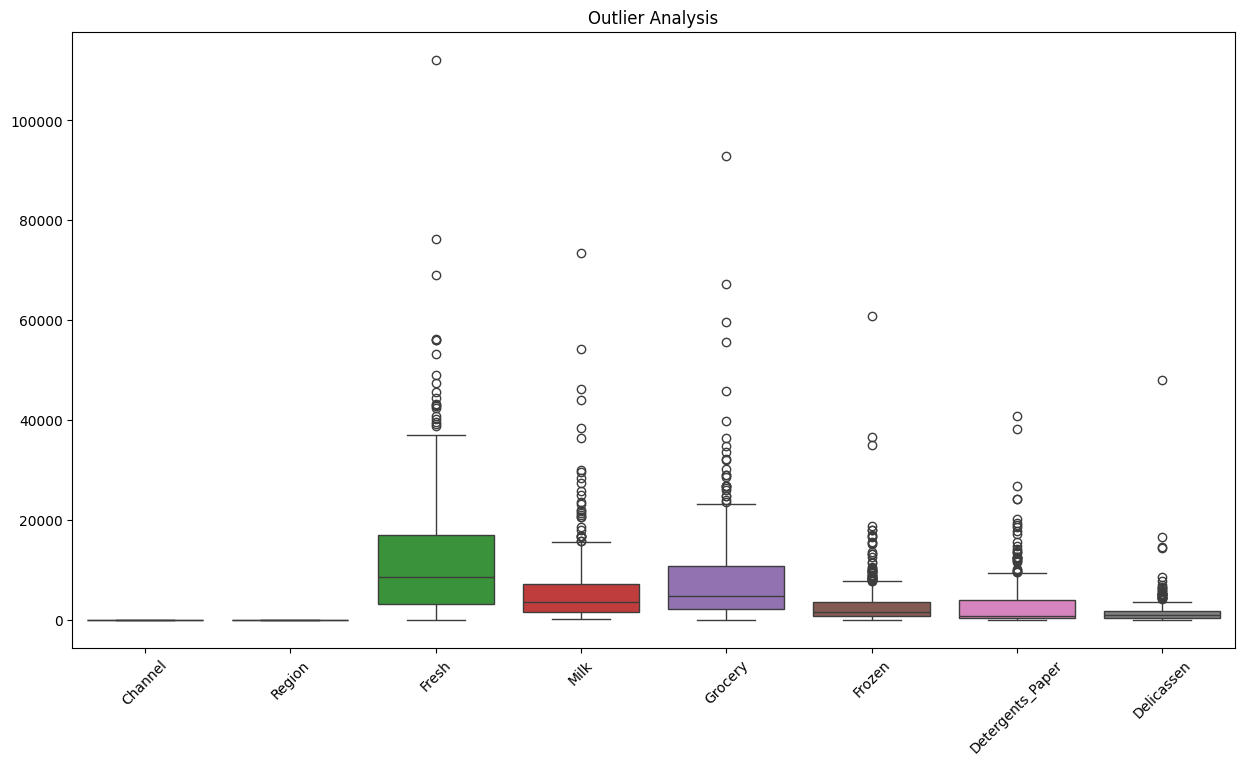 Outlier Analysis
100000
80000
60000
40000
20000
0
Channel
Region
Fresh
Milk
Grocery
Frozen
Detergents_Paper
Delicassen